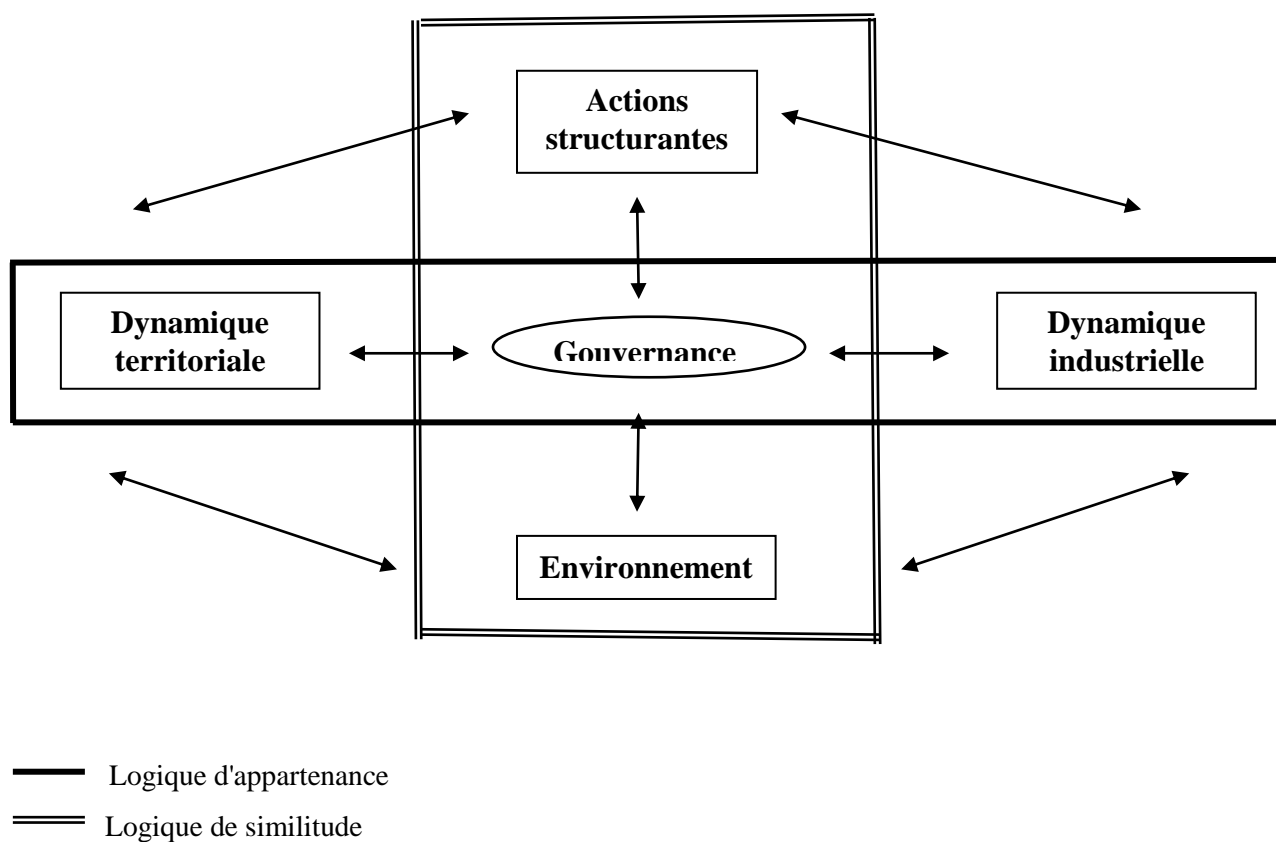 Actions
structurantes
Dynamique
territoriale
Gouvernance
Dynamique
industrielle
Environnement
Logique d'appartenance
Logique de similitude